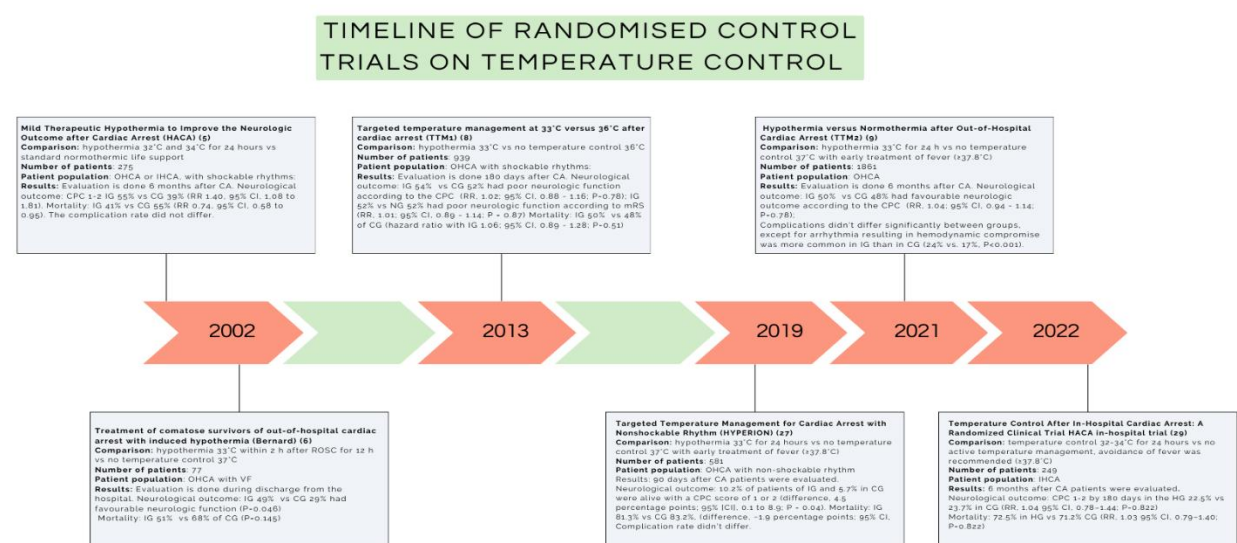 TIMELINE OF RANDOMISED CONTROL
TRIALS ON TEMPERATURE CONTROL
Mild Therapeutic Hypothermia to Improve the Neurologic
Outcome after Cardiac Arrest (HACA) (5)
Comparison: hypothermia 32°C and 34°C for 24 hours vs
standard normothermic life support
Number of patients: 275
Patient population: OHCA or IHCA, with shockable rhythms:
Results: Evaluation is done 6 months after CA. Neurological
outcome: CPC 1-2 IG 55% vs CG 39% (RR 1.40, 95% CI, 1.08 to
1.81). Mortality: IG 41% vs CG 55% (RR 0.74, 95% CI, 0.58 to
0.95). The complication rate did not differ.
Targeted temperature management at 33°C versus 36°C after
cardiac arrest (TTM1) (8)
Comparison: hypothermia 33°C vs no temperature control 36°C
Number of patients: 939
Patient population: OHCA with shockable rhythms:
Results: Evaluation is done 180 days after CA. Neurological
outcome: IG 54% vs CG 52% had poor neurologic function
according to the CPC (RR, 1.02; 95% CI, 0.88 - 1.16; P=0.78); IG
52% vs NG 52% had poor neurologic function according to mRS
(RR, 1.01; 95% CI, 0.89 - 1.14; P = 0.87) Mortality: IG 50% vs 48%
of CG (hazard ratio with IG 1.06; 95% CI, 0.89 - 1.28; P=0.51)
Hypothermia versus Normothermia after Out-of-Hospital
Cardiac Arrest (TTM2) (9)
Comparison: hypothermia 33°C for 24 h vs no temperature
control 37°C with early treatment of fever (≥37.8°C)
Number of patients: 1861
Patient population: OHCA
Results: Evaluation is done 6 months after CA. Neurological
outcome: IG 50% vs CG 48% had favourable neurologic
outcome according to the CPC (RR, 1.04; 95% CI, 0.94 - 1.14;
P=0.78);
Complications didn't differ significantly between groups,
except for arrhythmia resulting in hemodynamic compromise
was more common in IG than in CG (24% vs. 17%, P<0.001).
2002
2013
2019
2021
2022
Treatment of comatose survivors of out-of-hospital cardiac
arrest with induced hypothermia (Bernard) (6)
Comparison: hypothermia 33°C within 2 h after ROSC for 12 h
vs no temperature control 37°C
Number of patients: 77
Patient population: OHCA with VF
Results: Evaluation is done during discharge from the
hospital. Neurological outcome: IG 49% vs CG 29% had
favourable neurologic function (P=0.046)
Mortality: IG 51% vs 68% of CG (P=0.145)
Targeted Temperature Management for Cardiac Arrest with
Nonshockable Rhythm (HYPERION) (27)
Comparison: hypothermia 33°C for 24 hours vs no temperature
control 37°C with early treatment of fever (≥37.8°C)
Number of patients: 581
Patient population: OHCA with non-shockable rhythm
Results: 90 days after CA patients were evaluated.
Neurological outcome: 10.2% of patients of IG and 5.7% in CG
were alive with a CPC score of 1 or 2 (difference, 4.5
percentage points; 95% [CI], 0.1 to 8.9; P = 0.04). Mortality: IG
81.3% vs CG 83.2%, (difference, -1.9 percentage points; 95% CI,
Complication rate didn't differ.
Temperature Control After In-Hospital Cardiac Arrest: A
Randomized Clinical Trial HACA in-hospital trial (29)
Comparison: temperature control 32-34°C for 24 hours vs no
active temperature management, avoidance of fever was
recommended (≥37.8°C)
Number of patients: 249
Patient population: IHCA
Results: 6 months after CA patients were evaluated.
Neurological outcome: CPC 1-2 by 180 days in the HG 22.5% vs
23.7% in CG (RR, 1.04 95% CI, 0.78–1.44; P=0.822)
Mortality: 72.5% in HG vs 71.2% CG (RR, 1.03 95% CI, 0.79–1.40;
P=0.822)